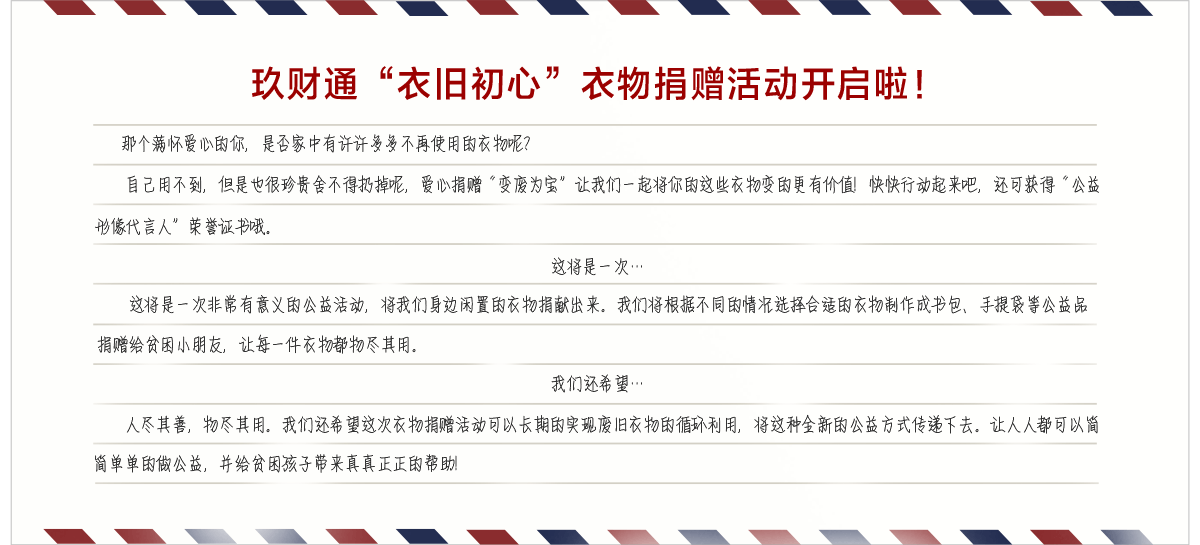 玖财通“衣旧初心”衣物捐赠活动开启啦！
那个满怀爱心的你，是否家中有许许多多不再使用的衣物呢？
自己用不到，但是也很珍贵舍不得扔掉呢，爱心捐赠“变废为宝”让我们一起将你的这些衣物变的更有价值！快快行动起来吧，还可获得“公益
形像代言人”荣誉证书哦。
这将是一次…
这将是一次非常有意义的公益活动，将我们身边闲置的衣物捐献出来。我们将根据不同的情况选择合适的衣物制作成书包、手提袋等公益品
捐赠给贫困小朋友，让每一件衣物都物尽其用。
我们还希望…
人尽其善，物尽其用。我们还希望这次衣物捐赠活动可以长期的实现废旧衣物的循环利用，将这种全新的公益方式传递下去。让人人都可以简
简单单的做公益，并给贫困孩子带来真真正正的帮助！